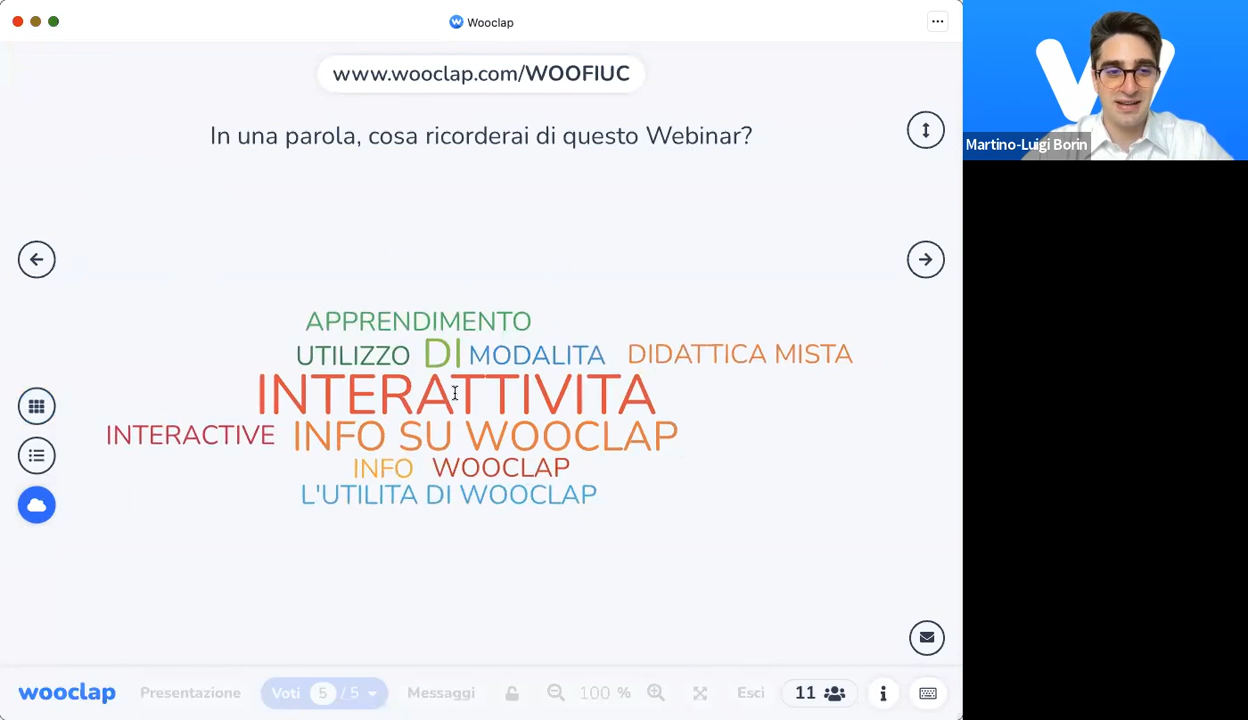 Wooclap
www.wooclap.com/WOOFIUC
In una parola, cosa ricorderai di questo Webinar?
Martino-Luigi Borin
APPRENDIMENTO
UTILIZZO DI MODALITA DIDATTICA MISTA
INTERATTIVITA
INTERACTIVE INFO SU WOOCLAP
INFO WOOCLAP
L'UTILITA DI WOOCLAP
wooclap Presentazione Voti 5 / 5 Messaggi 100 % Esci 11